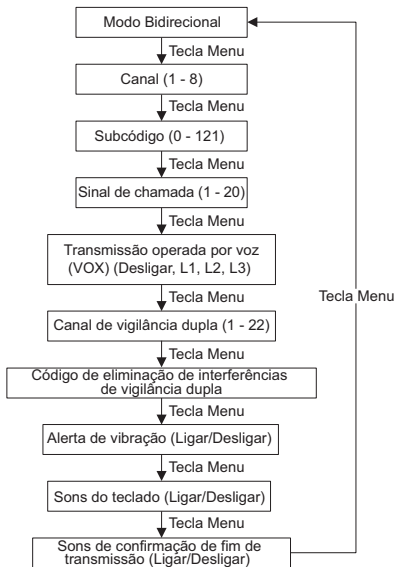 Modo Bidirecional
Tecla Menu
Canal (1 - 8)
Tecla Menu
Subcódigo (0 - 121)
Tecla Menu
Sinal de chamada (1 - 20)
Tecla Menu
Transmissão operada por voz
(VOX) (Desligar, L1, L2, L3)
Tecla Menu
Tecla Menu
Canal de vigilância dupla (1 - 22)
Tecla Menu
Código de eliminação de interferências
de vigilância dupla
Tecla Menu
Alerta de vibração (Ligar/Desligar)
Tecla Menu
Sons do teclado (Ligar/Desligar)
Tecla Menu
Sons de confirmação de fim de
transmissão (Ligar/Desligar)